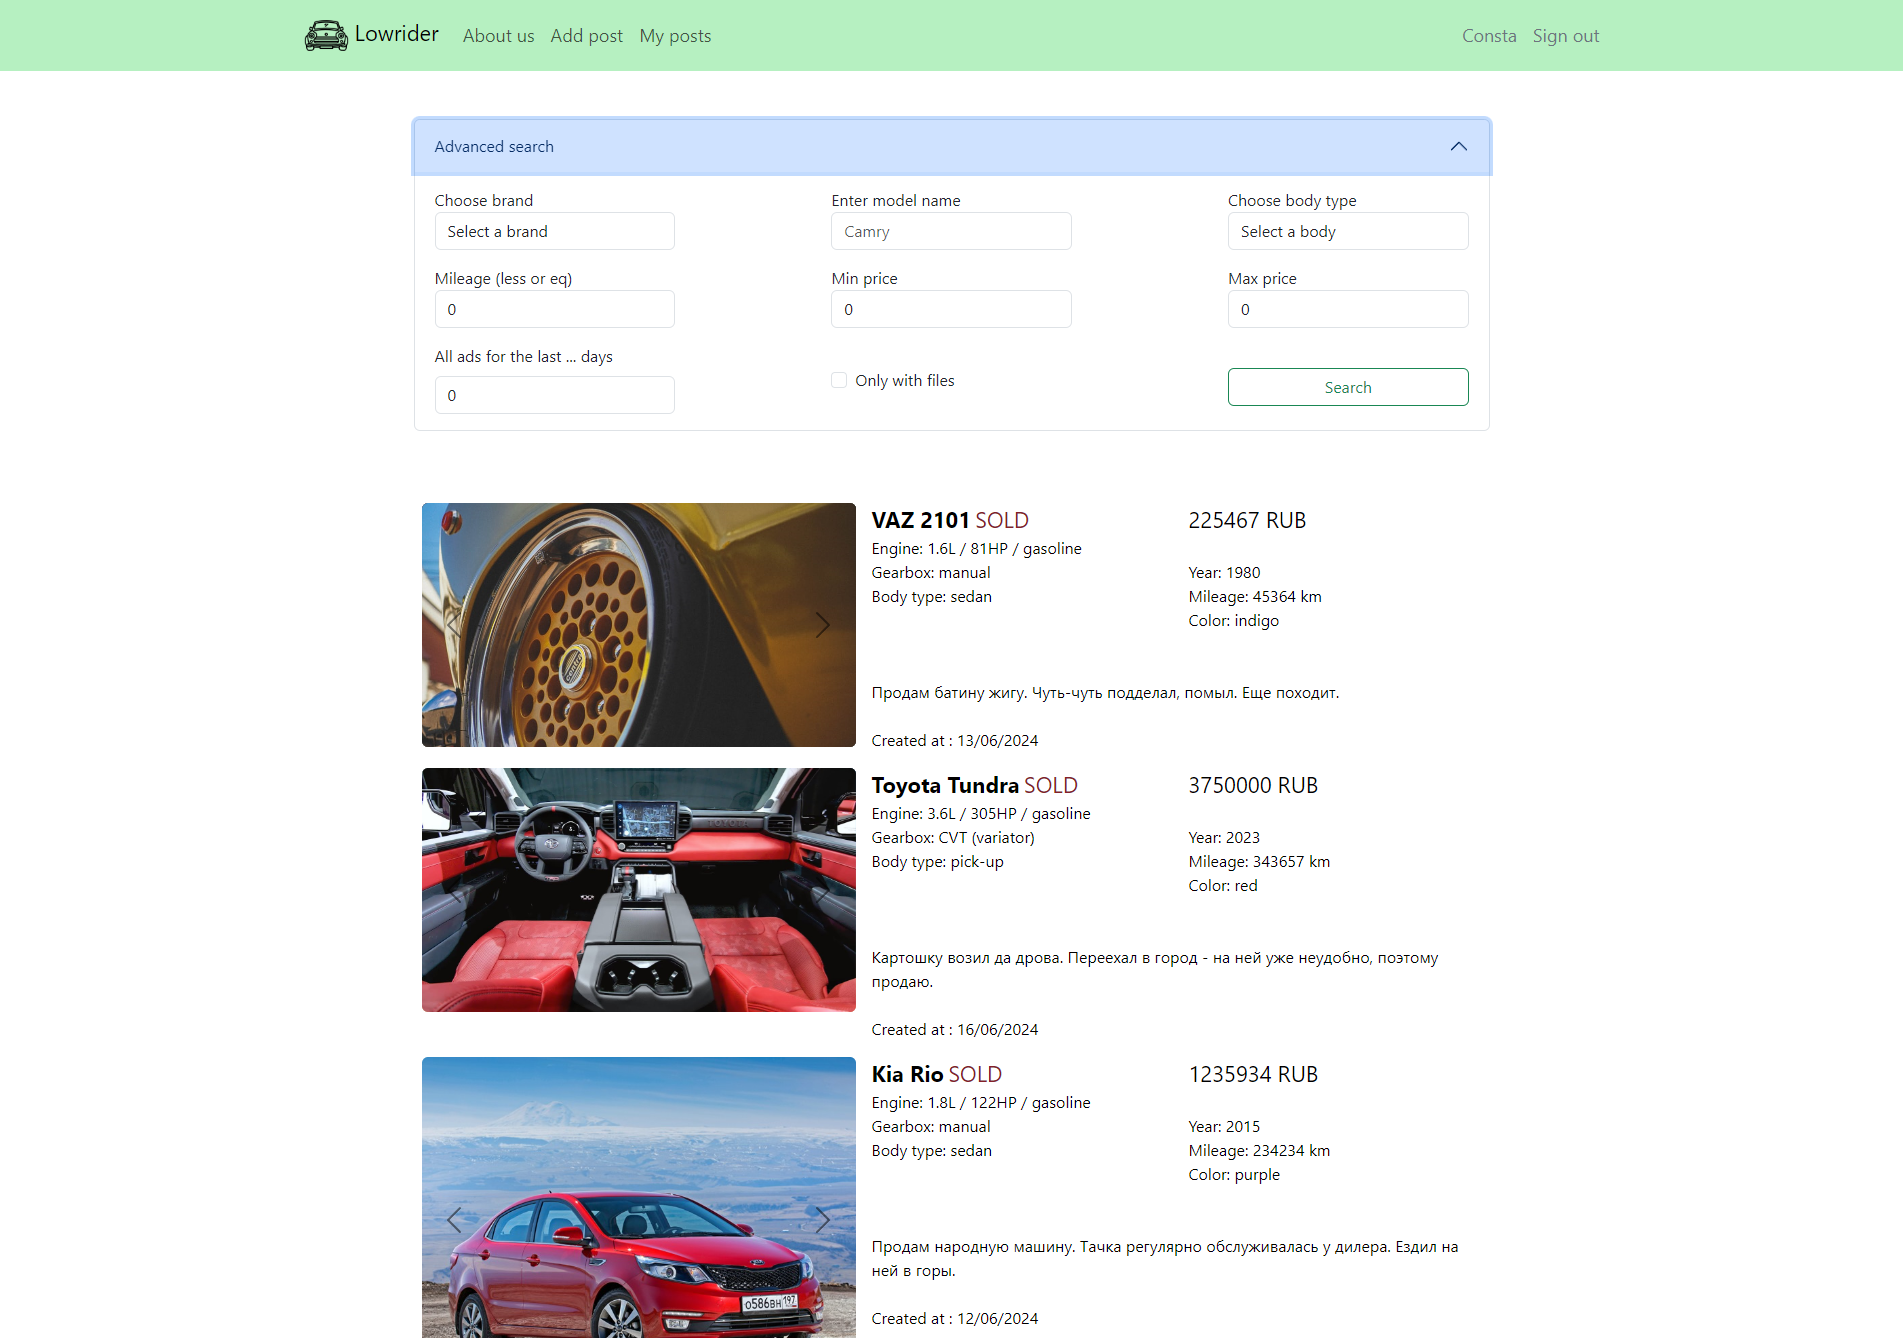 Lowrider About us Add post My posts Consta Sign out
Advanced search
Choose brand Enter model name Choose body type
Select a brand Camry Select a body
Mileage (less or eq) Min price Max price
0 0 0
All ads for the last ... days
Only with files
Search
0
VAZ 2101 SOLD 225467 RUB
Engine: 1.6L / 81HP / gasoline
Gearbox: manual Year: 1980
Body type: sedan Mileage: 45364 km
Color: indigo
Продам батину жигу. Чуть-чуть подделал, помыл. Еще походит.
Created at : 13/06/2024
Toyota Tundra SOLD 3750000 RUB
Engine: 3.6L / 305HP / gasoline
Gearbox: CVT (variator) Year: 2023
Body type: pick-up Mileage: 343657 km
Color: red
Картошку возил да дрова. Переехал в город - на ней уже неудобно, поэтому
продаю.
Created at : 16/06/2024
Kia Rio SOLD 1235934 RUB
Engine: 1.8L / 122HP / gasoline
Gearbox: manual Year: 2015
Body type: sedan Mileage: 234234 km
Color: purple
Продам народную машину. Тачка регулярно обслуживалась у дилера. Ездил на
ней в горы.
о586вн 197
Created at : 12/06/2024